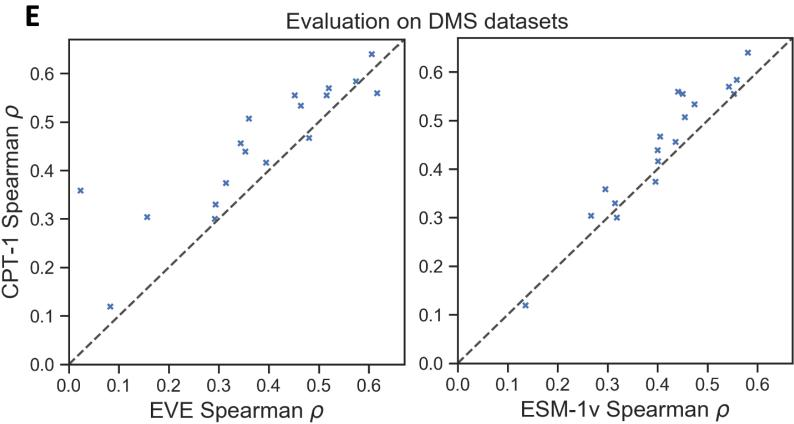 E
Evaluation on DMS datasets
CPT-1 Spearman ρ
0.6
0.5
0.4
0.3
0.2
0.1
0.0
0.0 0.1 0.2 0.3 0.4 0.5 0.6
EVE Spearman ρ
0.6
0.5
0.4
0.3
0.2
0.1
0.0
0.0 0.1 0.2 0.3 0.4 0.5 0.6
ESM-1v Spearman ρ